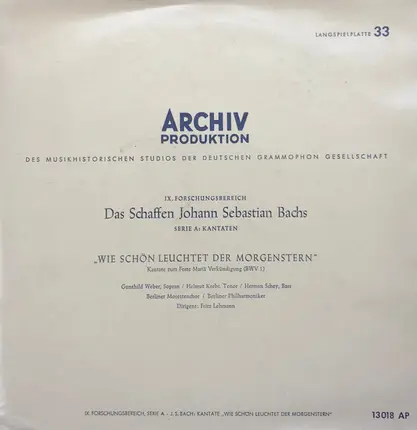 LANGSPIELPLATTE 33
ARCHIV
PRODUKTION
DES MUSIKHISTORISCHEN STUDIOS DER DEUTSCHEN GRAMMOPHON GESELLSCHAFT
IX. FORSCHUNGSBEREICH
Das Schaffen Johann Sebastian Bachs
SERIE A: KANTATEN
„WIE SCHÖN LEUCHTET DER MORGENSTERN“
Kantate zum Feste Mariä Verkündigung (BWV 1)
Gunthild Weber, Sopran / Helmut Krebs, Tenor / Herman Schey, Bass
Berliner Motettenchor / Berliner Philharmoniker
Dirigent: Fritz Lehmann
IX. FORSCHUNGSBEREICH, SERIE A - J. S. BACH: KANTATE „WIE SCHÖN LEUCHTET DER MORGENSTERN“
13018 AP